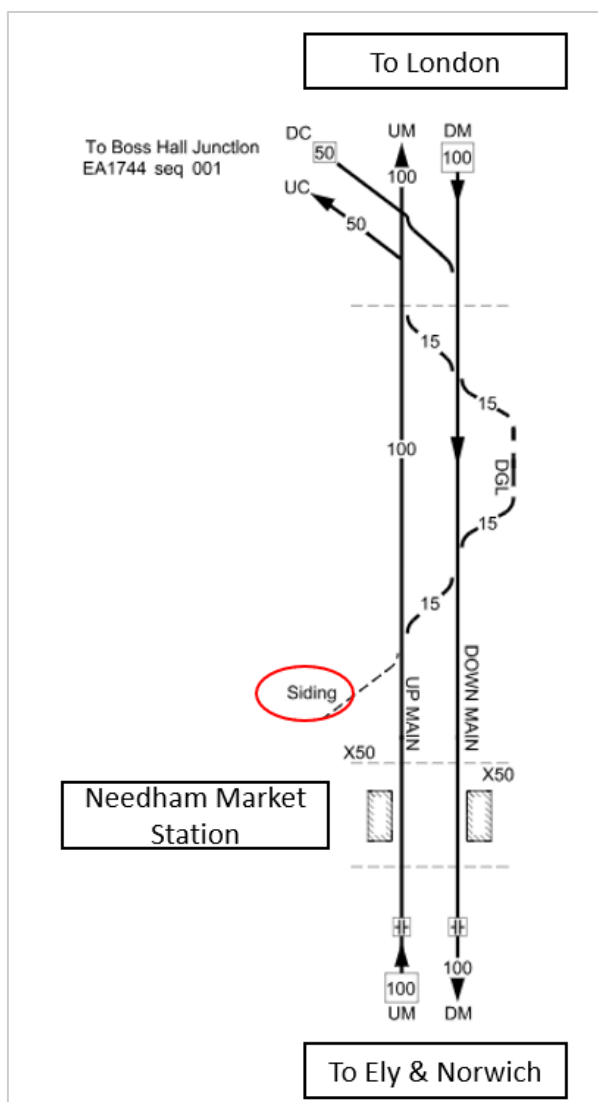 To London
DC
UM
DM
To Boss Hall Junction
EA1744 seq 001
50
100
100
UC
50
15
15
100
DGL
15
15
Siding
UP MAIN
DOWN MAIN
X50
X50
Needham Market
Station
100
100
UM
DM
To Ely & Norwich